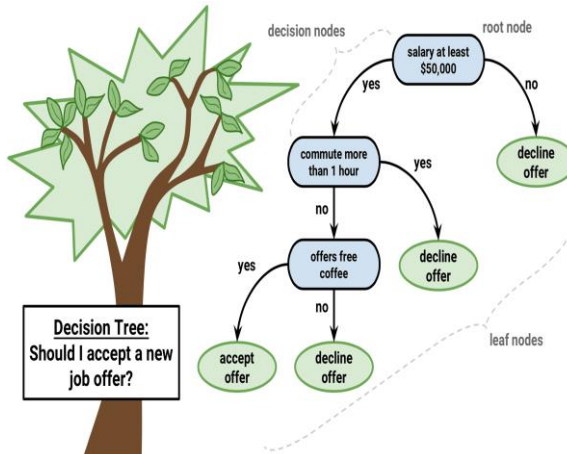 decision nodes
root node
salary at least
$50,000
yes
no
commute more
than 1 hour
yes
decline
offer
no
offers free
coffee
decline
offer
yes
no
Decision Tree:
Should I accept a new
job offer?
accept
offer
decline
offer
leaf nodes